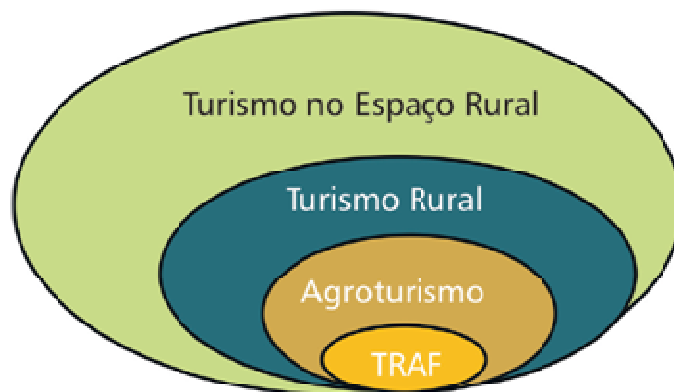 Turismo no Espaço Rural
Turismo Rural
Agroturismo
TRAF